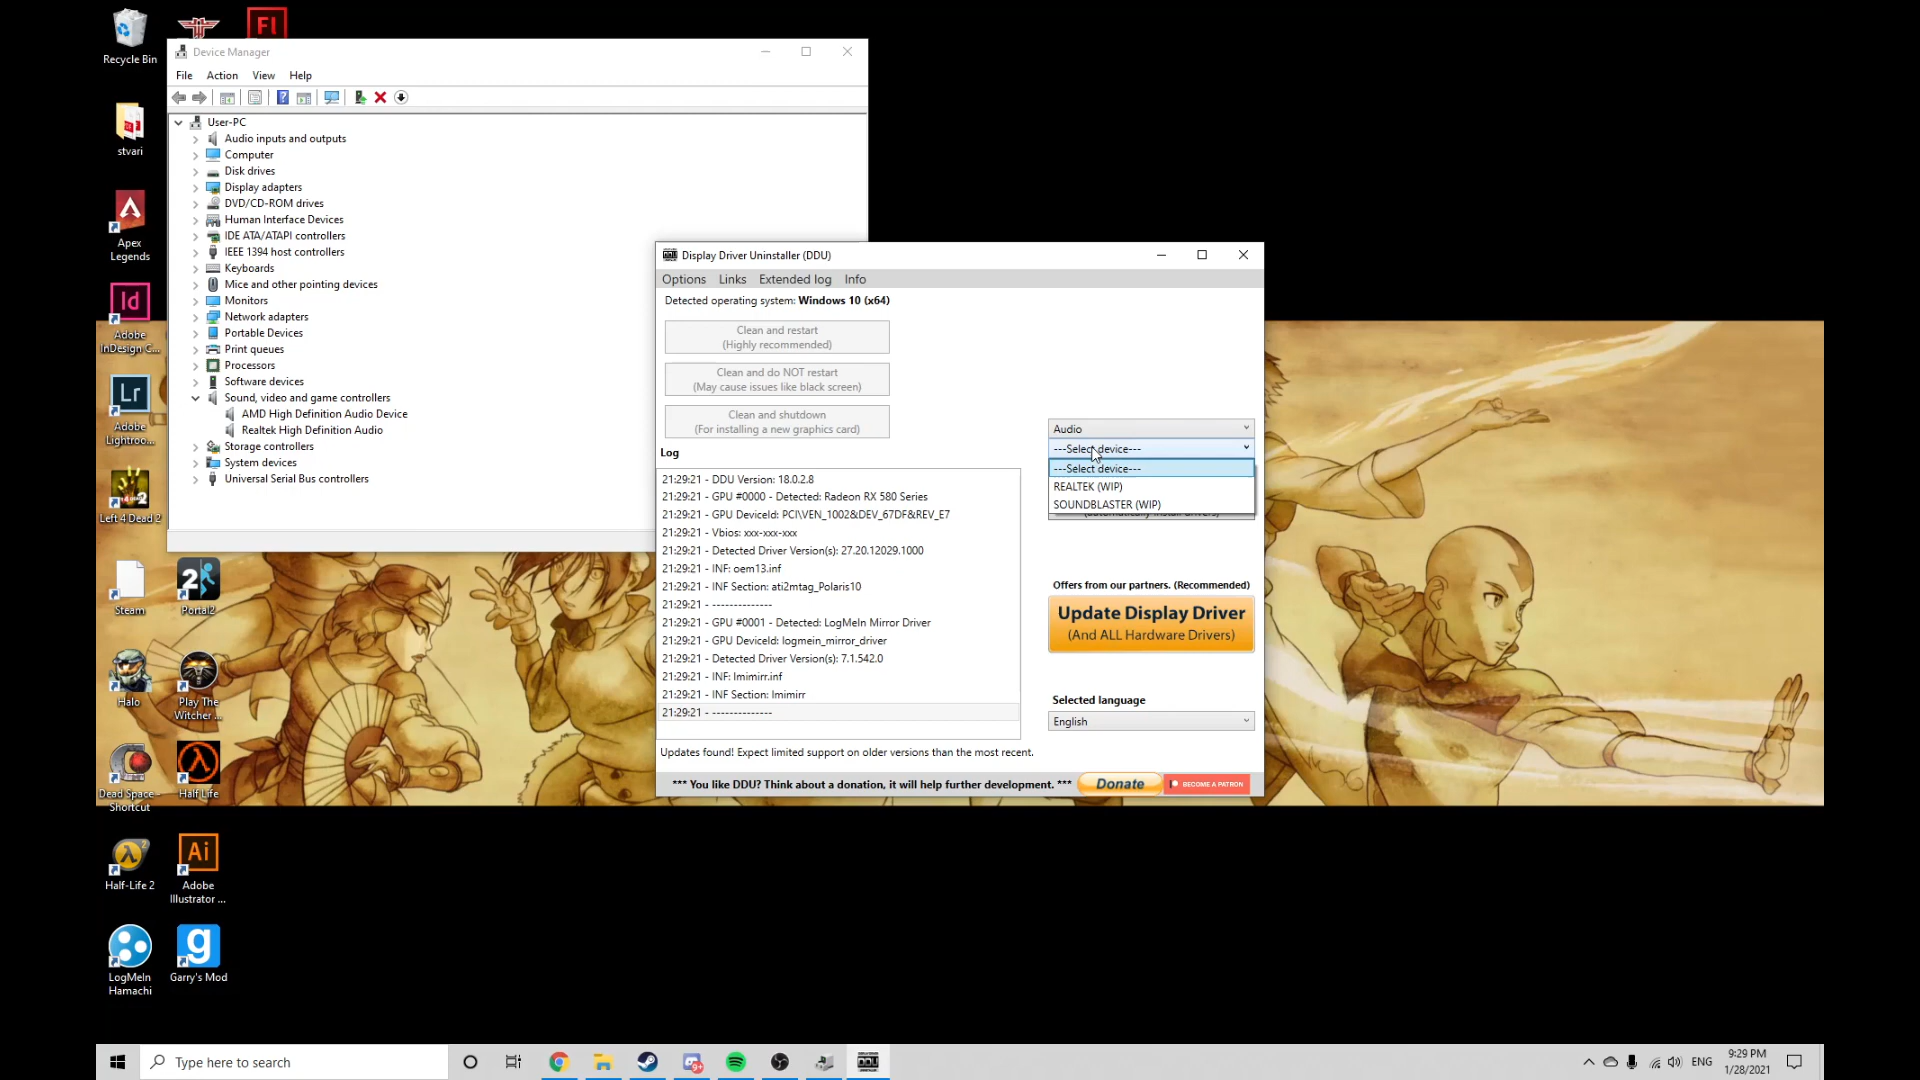 Recycle Bin
stvari
Apex
Legends
Id
Adobe
InDesign C...
Lr
Adobe
Lightroo...
Left 4 Dead 2
Steam
Portal2
Halo
Play The
Witcher ...
Dead Space -
Shortcut
Half Life
Half-Life 2
Ai
Adobe
Illustrator ...
LogMeIn
Hamachi
g
Garry's Mod
Fl
Device Manager
File Action View Help
User-PC
Audio inputs and outputs
Computer
Disk drives
Display adapters
DVD/CD-ROM drives
Human Interface Devices
IDE ATA/ATAPI controllers
IEEE 1394 host controllers
Keyboards
Mice and other pointing devices
Monitors
Network adapters
Portable Devices
Print queues
Processors
Software devices
Sound, video and game controllers
AMD High Definition Audio Device
Realtek High Definition Audio
Storage controllers
System devices
Universal Serial Bus controllers
Display Driver Uninstaller (DDU)
Options Links Extended log Info
Detected operating system: Windows 10 (x64)
Clean and restart
(Highly recommended)
Clean and do NOT restart
(May cause issues like black screen)
Clean and shutdown
(For installing a new graphics card)
Log
21:29:21 - DDU Version: 18.0.2.8
21:29:21 - GPU #0000 - Detected: Radeon RX 580 Series
21:29:21 - GPU DeviceId: PCI\VEN_1002&DEV_67DF&REV_E7
21:29:21 - Vbios: xxx-xxx-xxx
21:29:21 - Detected Driver Version(s): 27.20.12029.1000
21:29:21 - INF: oem13.inf
21:29:21 - INF Section: ati2mtag_Polaris10
21:29:21 - --------------
21:29:21 - GPU #0001 - Detected: LogMeIn Mirror Driver
21:29:21 - GPU DeviceId: logmein_mirror_driver
21:29:21 - Detected Driver Version(s): 7.1.542.0
21:29:21 - INF: lmimirr.inf
21:29:21 - INF Section: lmimirr
21:29:21 - --------------
Updates found! Expect limited support on older versions than the most recent.
*** You like DDU? Think about a donation, it will help further development. ***
Donate
BECOME A PATRON
Audio
---Select device---
---Select device---
REALTEK (WIP)
SOUNDBLASTER (WIP)
Offers from our partners. (Recommended)
Update Display Driver
(And ALL Hardware Drivers)
Selected language
English
Type here to search
ENG
9:29 PM
1/28/2021